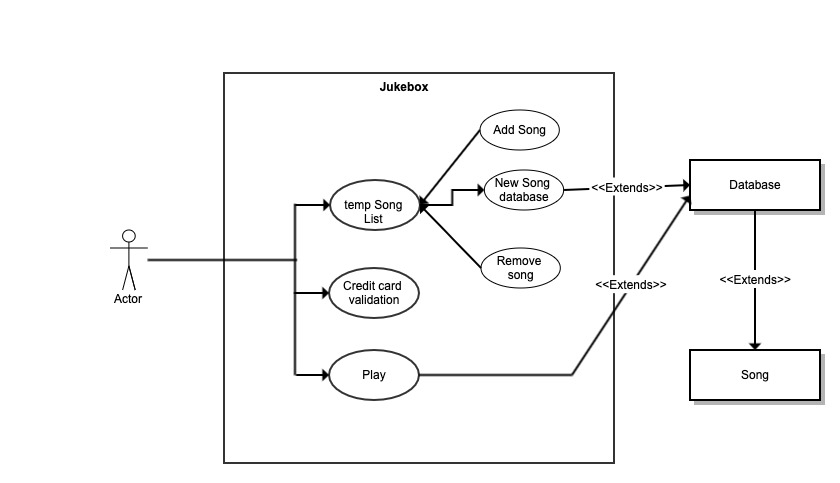 Jukebox
Add Song
New Song
database
<<Extends>>
Database
temp Song
List
Remove
song
Actor
Credit card
validation
<<Extends>>
<<Extends>>
Play
Song